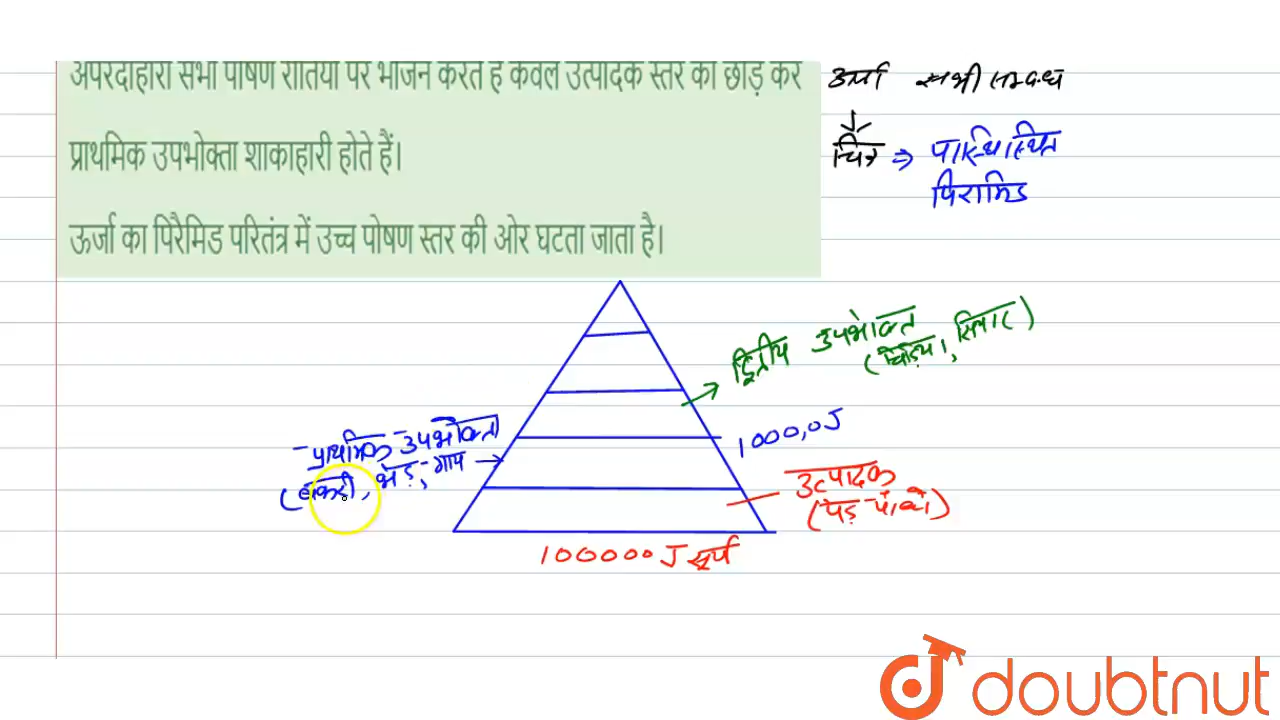 अपरदाहारी सभी पोषण रीतियों पर भोजन करते हैं केवल उत्पादक स्तर को छोड़ कर
प्राथमिक उपभोक्ता शाकाहारी होते हैं।
ऊर्जा का पिरैमिड परितंत्र में उच्च पोषण स्तर की ओर घटता जाता है।
ऊर्जा
चित्र ⇒ पारिस्थितिक
पिरामिड
द्वितीय उपभोक्ता
(चिड़िया, सियार)
1000,0J
प्राथमिक उपभोक्ता
(बकरी, भेड़, गाय
उत्पादक
(पेड़-पौधे)
100000 J सूर्य
doubtnut